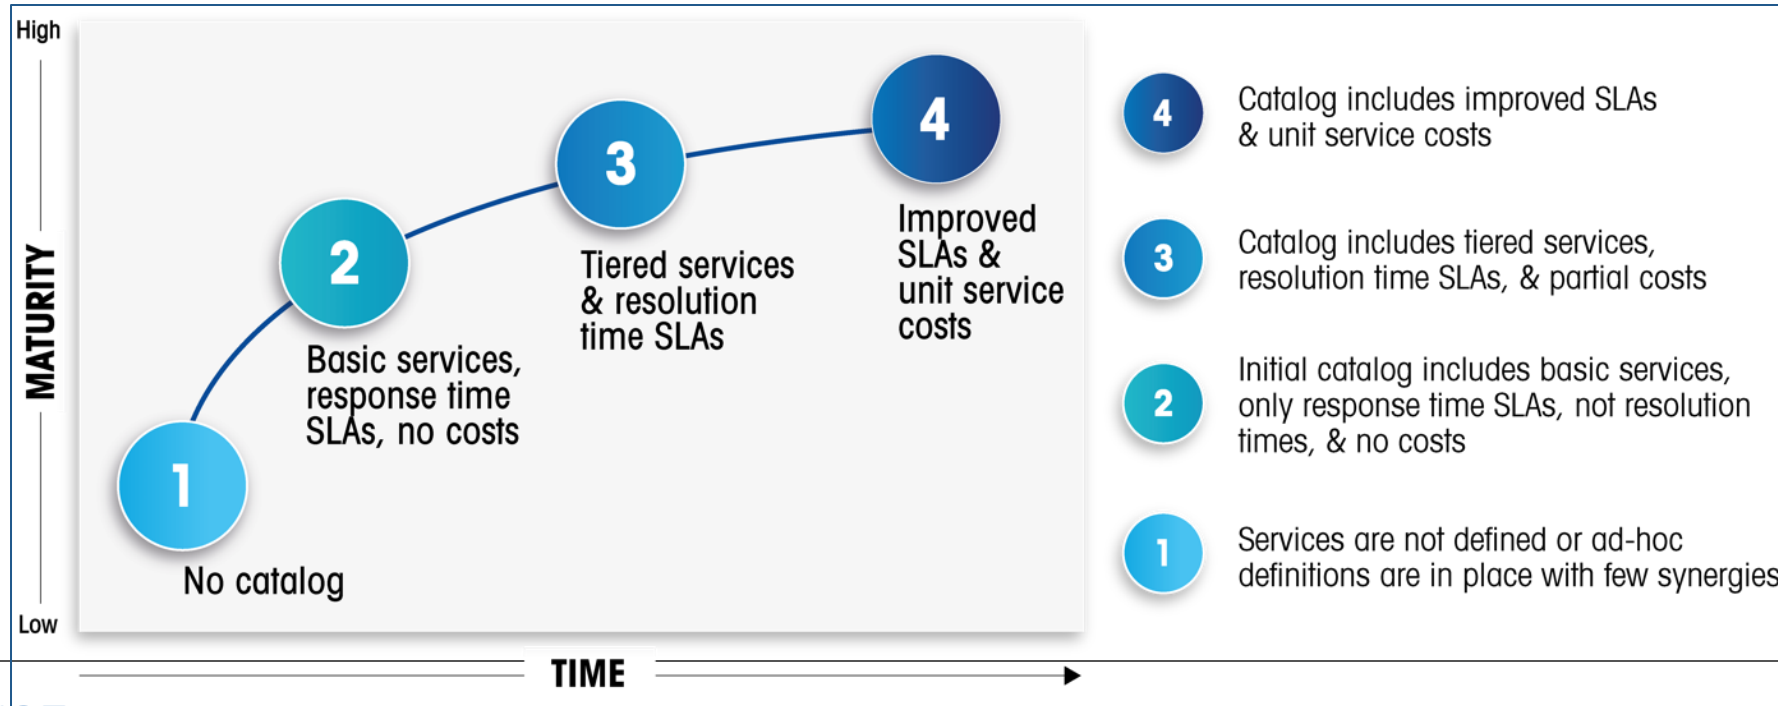 High
MATURITY
Low
1
No catalog
2
Basic services,
response time
SLAs, no costs
3
Tiered services
& resolution
time SLAs
4
Improved
SLAs &
unit service
costs
TIME
4
Catalog includes improved SLAs
& unit service costs
3
Catalog includes tiered services,
resolution time SLAs, & partial costs
2
Initial catalog includes basic services,
only response time SLAs, not resolution
times, & no costs
1
Services are not defined or ad-hoc
definitions are in place with few synergies